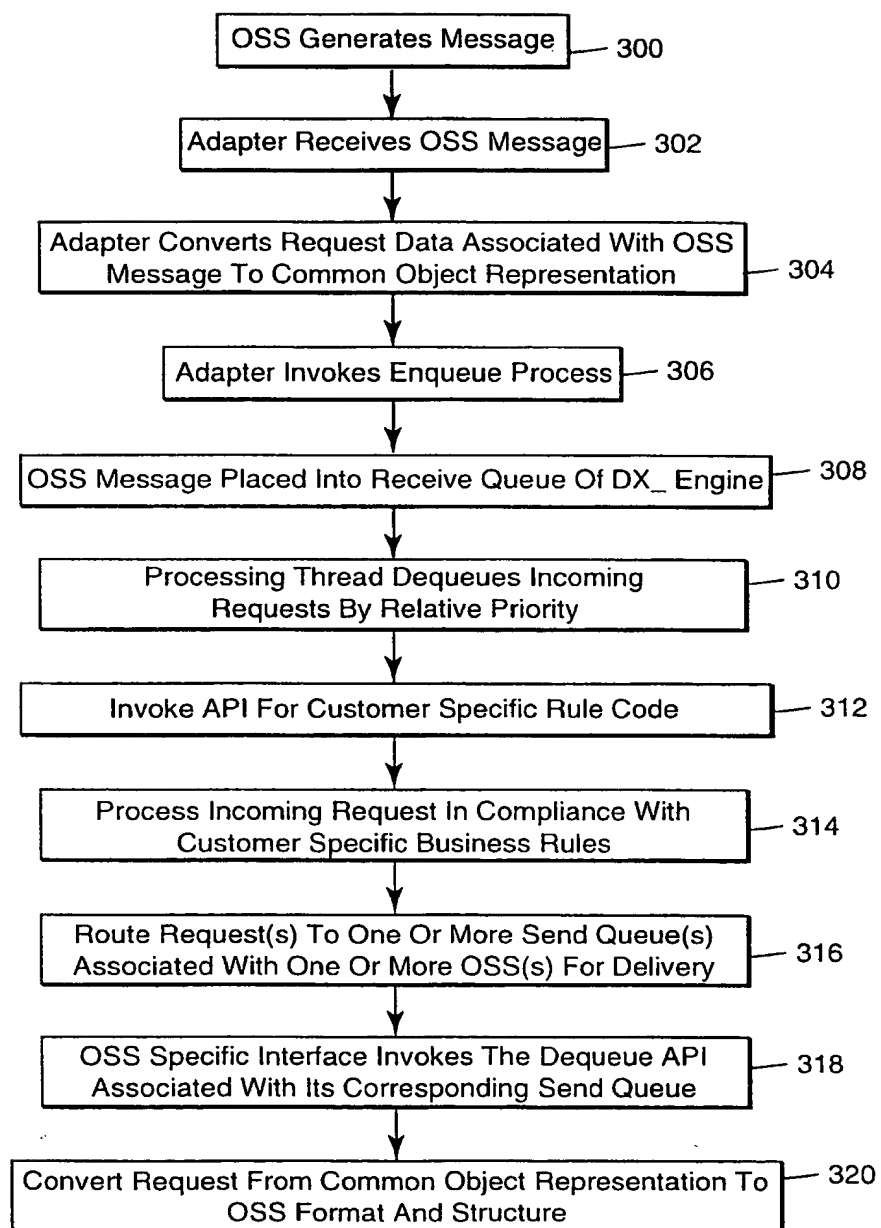 OSS Generates Message
300
Adapter Receives OSS Message
302
Adapter Converts Request Data Associated With OSS
Message To Common Object Representation
304
Adapter Invokes Enqueue Process
306
OSS Message Placed Into Receive Queue Of DX_ Engine
308
Processing Thread Dequeues Incoming
Requests By Relative Priority
310
Invoke API For Customer Specific Rule Code
312
Process Incoming Request In Compliance With
Customer Specific Business Rules
314
Route Request(s) To One Or More Send Queue(s)
Associated With One Or More OSS(s) For Delivery
316
OSS Specific Interface Invokes The Dequeue API
Associated With Its Corresponding Send Queue
318
Convert Request From Common Object Representation To
OSS Format And Structure
320